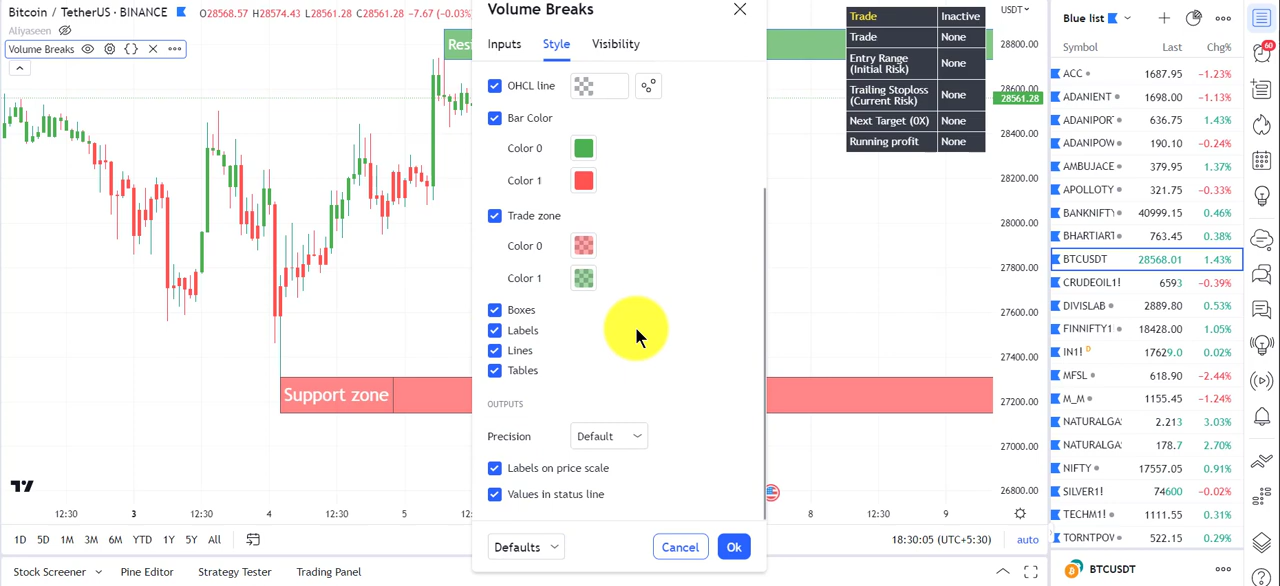 Bitcoin / TetherUS · BINANCE O28568.57 H28574.43 L28561.28 C28561.28 -7.67 (-0.03%)
Aliyaseen
Volume Breaks
Volume Breaks
Inputs Style Visibility
OHCL line
Bar Color
Color 0
Color 1
Trade zone
Color 0
Color 1
Boxes
Labels
Lines
Tables
OUTPUTS
Precision Default
Labels on price scale
Values in status line
Defaults Cancel Ok
Support zone
Trade Inactive
Trade None
Entry Range (Initial Risk) None
Trailing Stoploss (Current Risk) None
Next Target (0X) None
Running profit None
USDT
28800.00
28561.28
28400.00
28200.00
28000.00
27800.00
27600.00
27400.00
27200.00
27000.00
26800.00
12:30 3 12:30 4 12:30 5 8 12:30 9
1D 5D 1M 3M 6M YTD 1Y 5Y All
18:30:05 (UTC+5:30) auto
Stock Screener Pine Editor Strategy Tester Trading Panel
Blue list
Symbol Last Chg%
ACC 1687.95 -1.23%
ADANIENT 1698.00 -1.13%
ADANIPOR 636.75 1.43%
ADANIPOW 190.10 -0.24%
AMBUJACE 379.95 1.37%
APOLLOTY 321.75 -0.33%
BANKNIFTY 40999.15 0.46%
BHARTIART 763.45 0.38%
BTCUSDT 28568.01 1.43%
CRUDEOIL1! 6593 -0.39%
DIVISLAB 2889.80 0.53%
FINNIFTY1 18428.00 1.05%
IN1! D 17629.0 0.02%
MFSL 618.90 -2.44%
M_M 1155.45 -1.24%
NATURALGA 2.213 3.03%
NATURALGA 178.7 2.70%
NIFTY 17557.05 0.91%
SILVER1! 74600 -0.02%
TECHM1! 1111.55 0.31%
TORNTPOV 522.15 0.29%
BTCUSDT
60